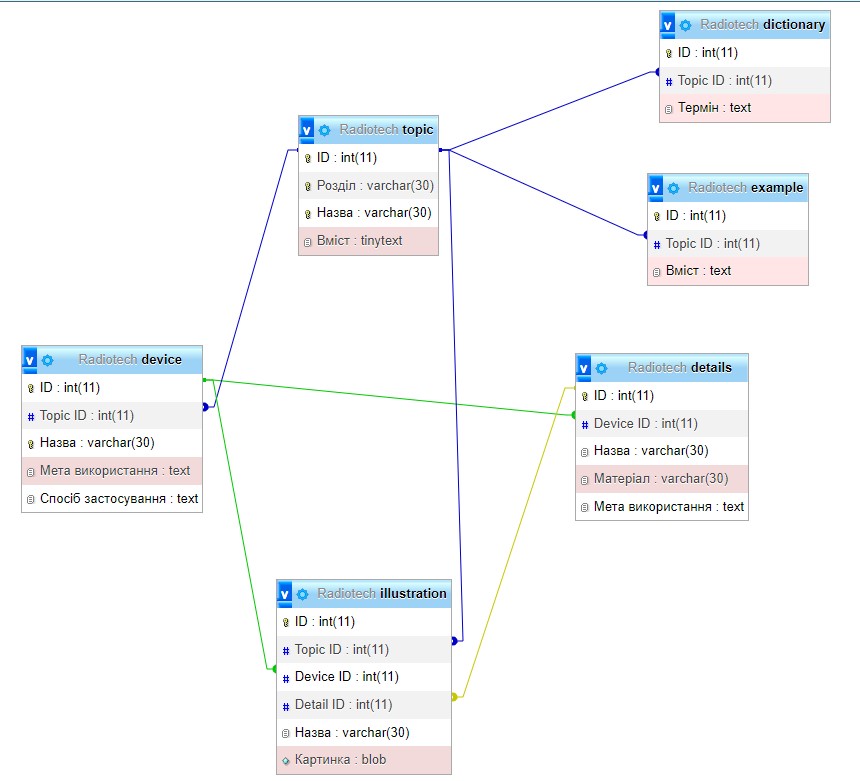 Radiotech dictionary
ID : int(11)
Topic ID : int(11)
Термін : text
Radiotech topic
ID : int(11)
Розділ : varchar(30)
Назва : varchar(30)
Вміст : tinytext
Radiotech example
ID : int(11)
Topic ID : int(11)
Вміст : text
Radiotech device
ID : int(11)
Topic ID : int(11)
Назва : varchar(30)
Мета використання : text
Спосіб застосування : text
Radiotech details
ID : int(11)
Device ID : int(11)
Назва : varchar(30)
Матеріал : varchar(30)
Мета використання : text
Radiotech illustration
ID : int(11)
Topic ID : int(11)
Device ID : int(11)
Detail ID : int(11)
Назва : varchar(30)
Картинка : blob